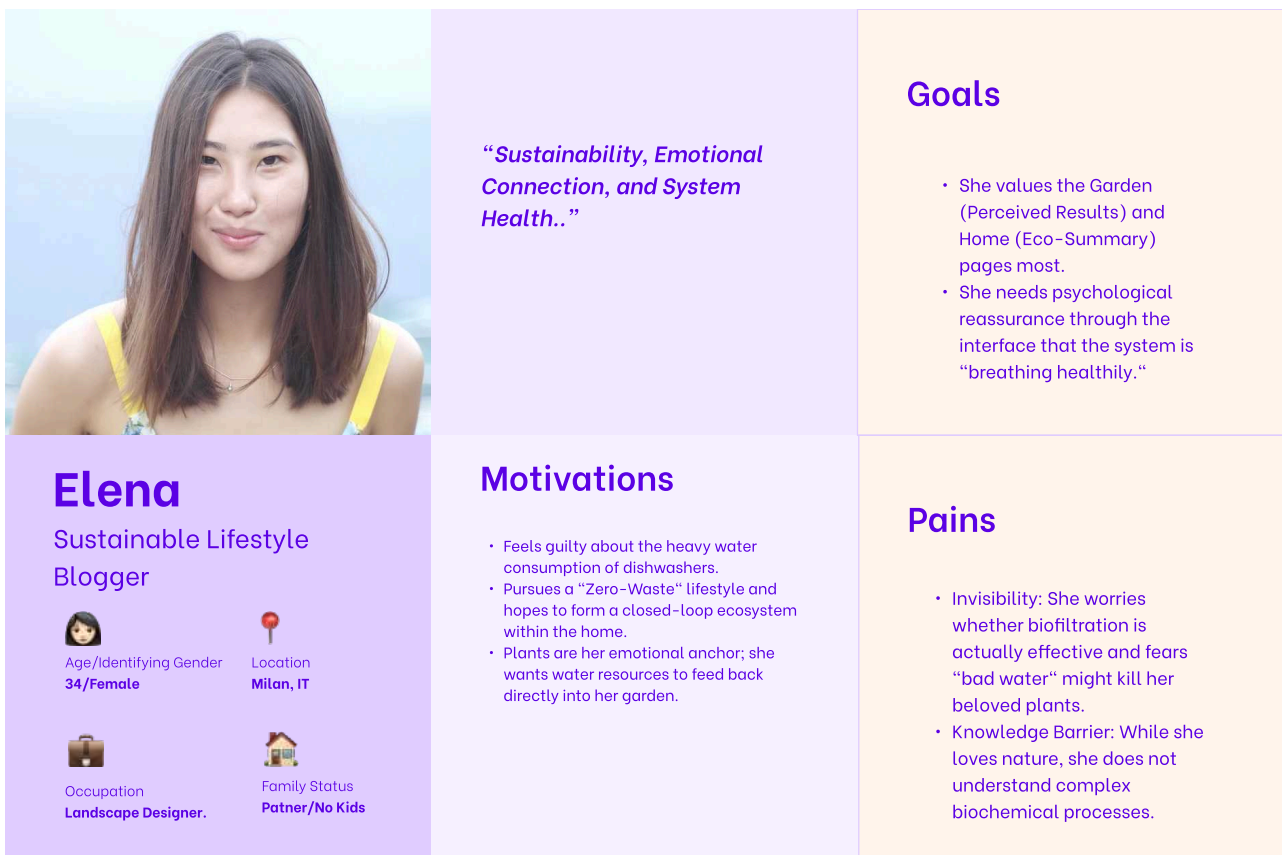 “Sustainability, Emotional
Connection, and System
Health..”
Goals
• She values the Garden
(Perceived Results) and
Home (Eco-Summary)
pages most.
• She needs psychological
reassurance through the
interface that the system is
“breathing healthily.“
Elena
Sustainable Lifestyle
Blogger
Age/Identifying Gender
34/Female
Location
Milan, IT
Occupation
Landscape Designer.
Family Status
Patner/No Kids
Motivations
• Feels guilty about the heavy water
consumption of dishwashers.
• Pursues a “Zero-Waste“ lifestyle and
hopes to form a closed-loop ecosystem
within the home.
• Plants are her emotional anchor; she
wants water resources to feed back
directly into her garden.
Pains
• Invisibility: She worries
whether biofiltration is
actually effective and fears
“bad water“ might kill her
beloved plants.
• Knowledge Barrier: While she
loves nature, she does not
understand complex
biochemical processes.